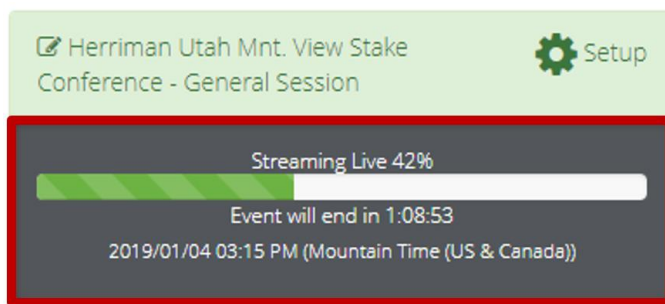 Herriman Utah Mnt. View Stake
Conference - General Session
Setup
Streaming Live 42%
Event will end in 1:08:53
2019/01/04 03:15 PM (Mountain Time (US & Canada))